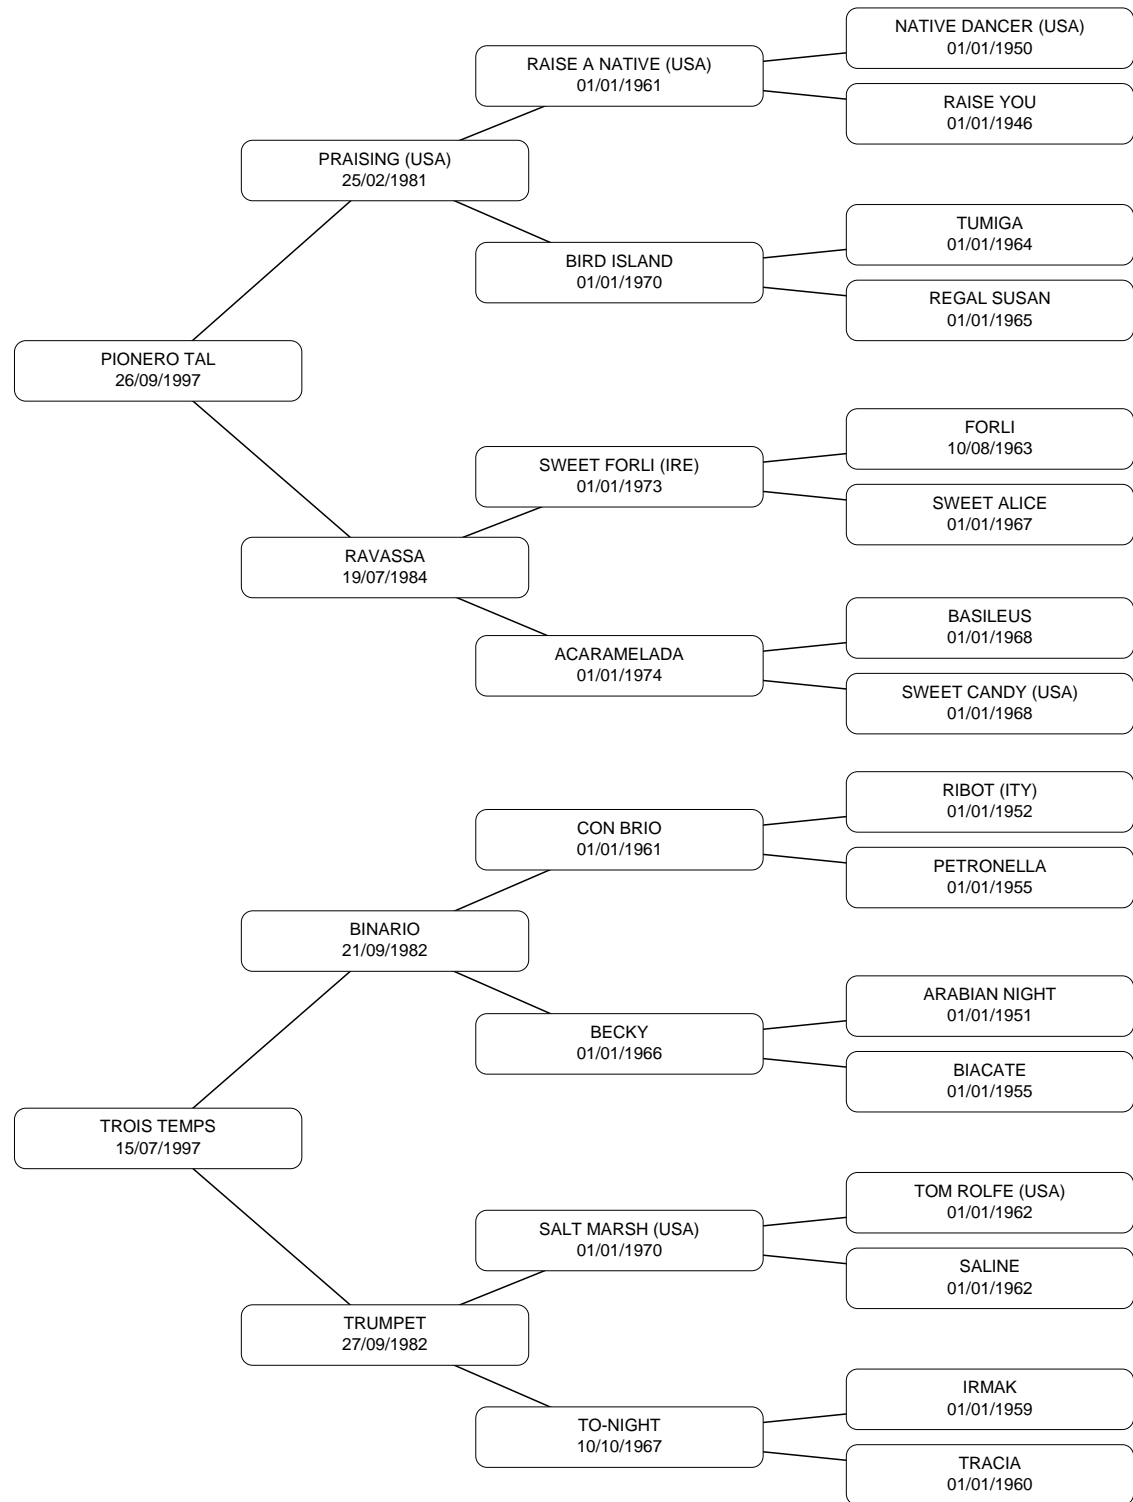 NATIVE DANCER (USA)
01/01/1950
RAISE A NATIVE (USA)
01/01/1961
RAISE YOU
01/01/1946
PRAISING (USA)
25/02/1981
TUMIGA
01/01/1964
BIRD ISLAND
01/01/1970
REGAL SUSAN
01/01/1965
PIONERO TAL
26/09/1997
FORLI
10/08/1963
SWEET FORLI (IRE)
01/01/1973
SWEET ALICE
01/01/1967
RAVASSA
19/07/1984
BASILEUS
01/01/1968
ACARAMELADA
01/01/1974
SWEET CANDY (USA)
01/01/1968
RIBOT (ITY)
01/01/1952
CON BRIO
01/01/1961
PETRONELLA
01/01/1955
BINARIO
21/09/1982
ARABIAN NIGHT
01/01/1951
BECKY
01/01/1966
BIACATE
01/01/1955
TROIS TEMPS
15/07/1997
TOM ROLFE (USA)
01/01/1962
SALT MARSH (USA)
01/01/1970
SALINE
01/01/1962
TRUMPET
27/09/1982
IRMAK
01/01/1959
TO-NIGHT
10/10/1967
TRACIA
01/01/1960